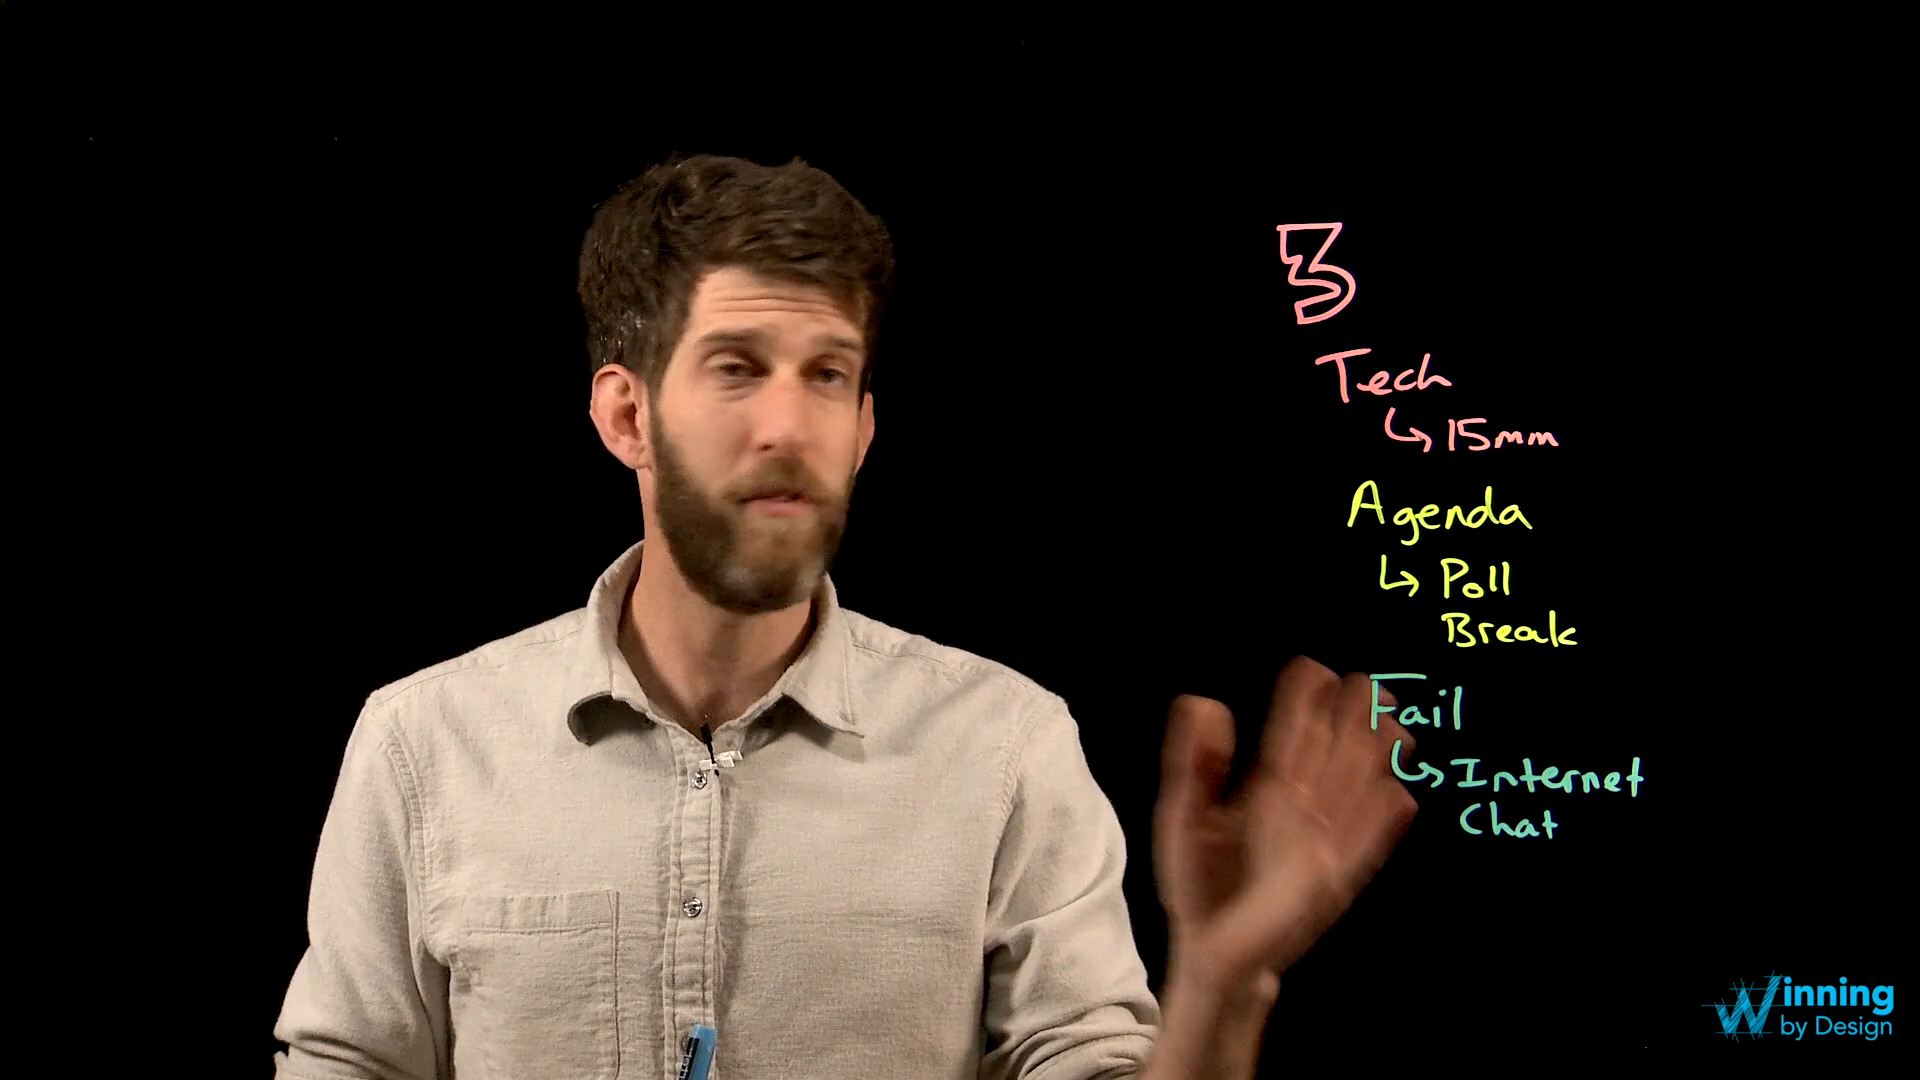 3
Tech
↳ 15mm
Agenda
↳ Poll
Break
Fail
↳ Internet
Chat
Winning
by Design